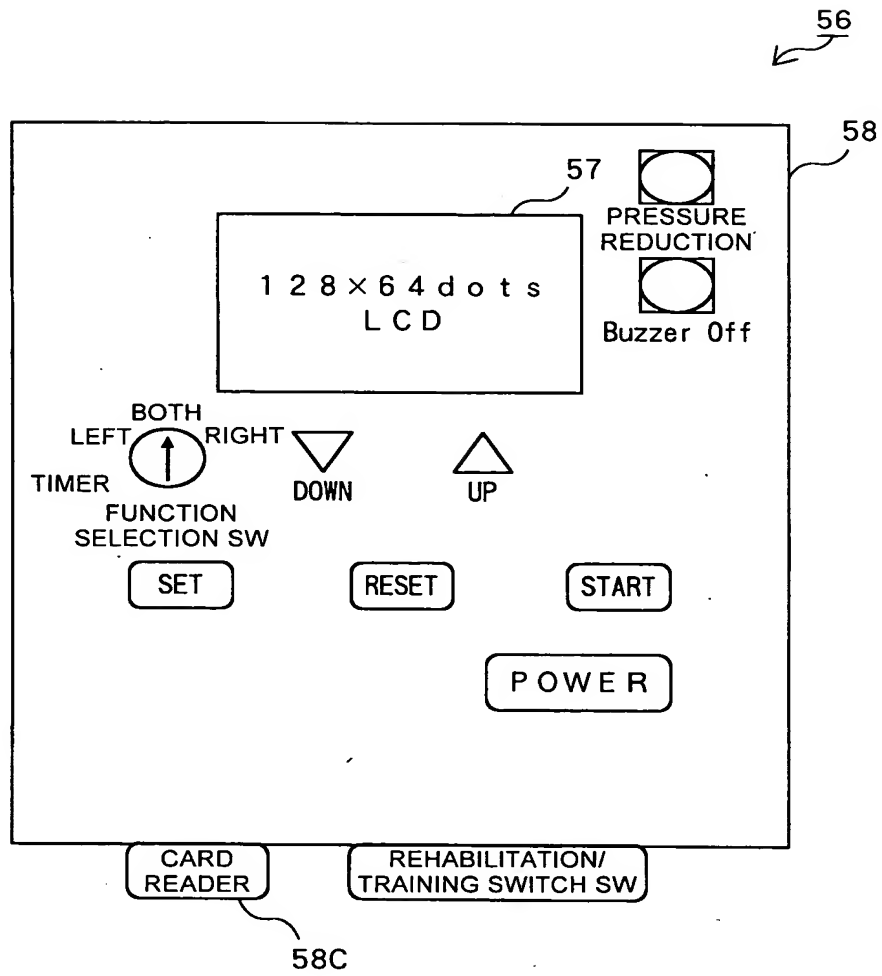 56
58
57
PRESSURE
REDUCTION
128×64dots
LCD
Buzzer Off
BOTH
LEFT RIGHT
TIMER
DOWN UP
FUNCTION
SELECTION SW
SET RESET START
POWER
CARD
READER
REHABILITATION/
TRAINING SWITCH SW
58C